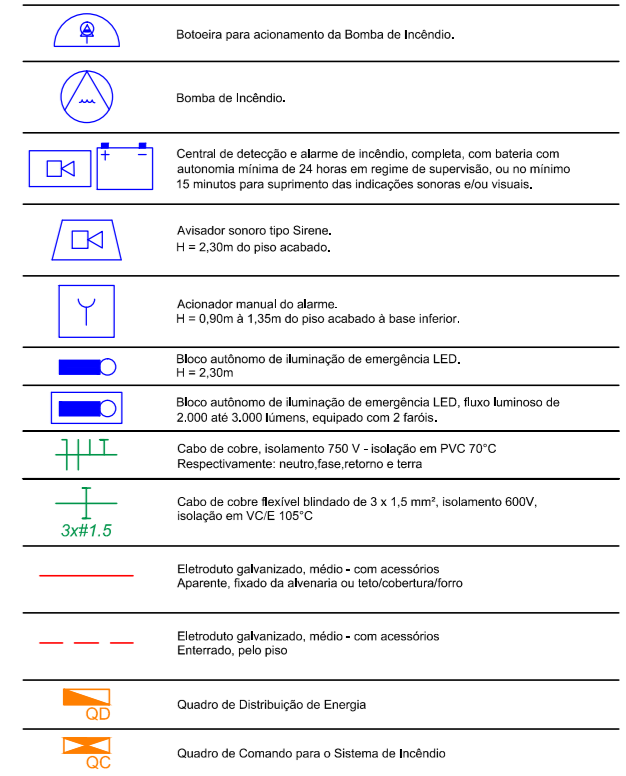 Botoeira para acionamento da Bomba de Incêndio.
Bomba de Incêndio.
+ −
Central de detecção e alarme de incêndio, completa, com bateria com
autonomia mínima de 24 horas em regime de supervisão, ou no mínimo
15 minutos para suprimento das indicações sonoras e/ou visuais.
Avisador sonoro tipo Sirene.
H = 2,30m do piso acabado.
Acionador manual do alarme.
H = 0,90m à 1,35m do piso acabado à base inferior.
Bloco autônomo de iluminação de emergência LED.
H = 2,30m
Bloco autônomo de iluminação de emergência LED, fluxo luminoso de
2.000 até 3.000 lúmens, equipado com 2 faróis.
Cabo de cobre, isolamento 750 V - isolação em PVC 70°C
Respectivamente: neutro,fase,retorno e terra
3x#1.5
Cabo de cobre flexível blindado de 3 x 1,5 mm², isolamento 600V,
isolação em VC/E 105°C
Eletroduto galvanizado, médio - com acessórios
Aparente, fixado da alvenaria ou teto/cobertura/forro
Eletroduto galvanizado, médio - com acessórios
Enterrado, pelo piso
QD
Quadro de Distribuição de Energia
QC
Quadro de Comando para o Sistema de Incêndio